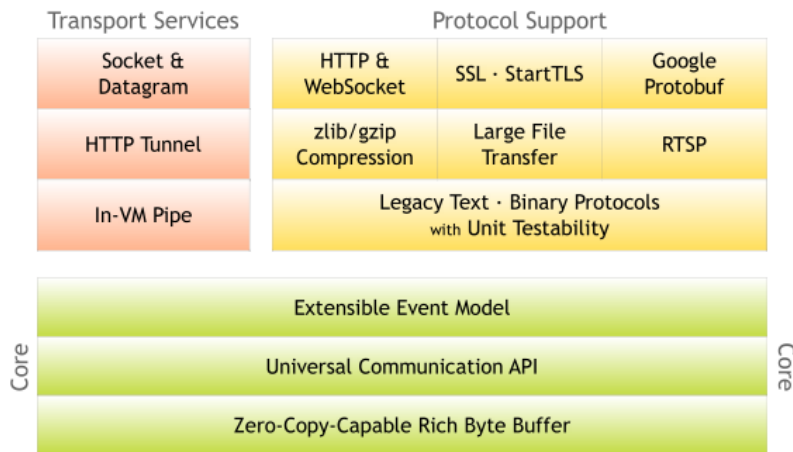 Transport Services
Protocol Support
Socket &
Datagram
HTTP Tunnel
In-VM Pipe
HTTP &
WebSocket
SSL · StartTLS
Google
Protobuf
zlib/gzip
Compression
Large File
Transfer
RTSP
Legacy Text · Binary Protocols
with Unit Testability
Core
Extensible Event Model
Universal Communication API
Zero-Copy-Capable Rich Byte Buffer
Core